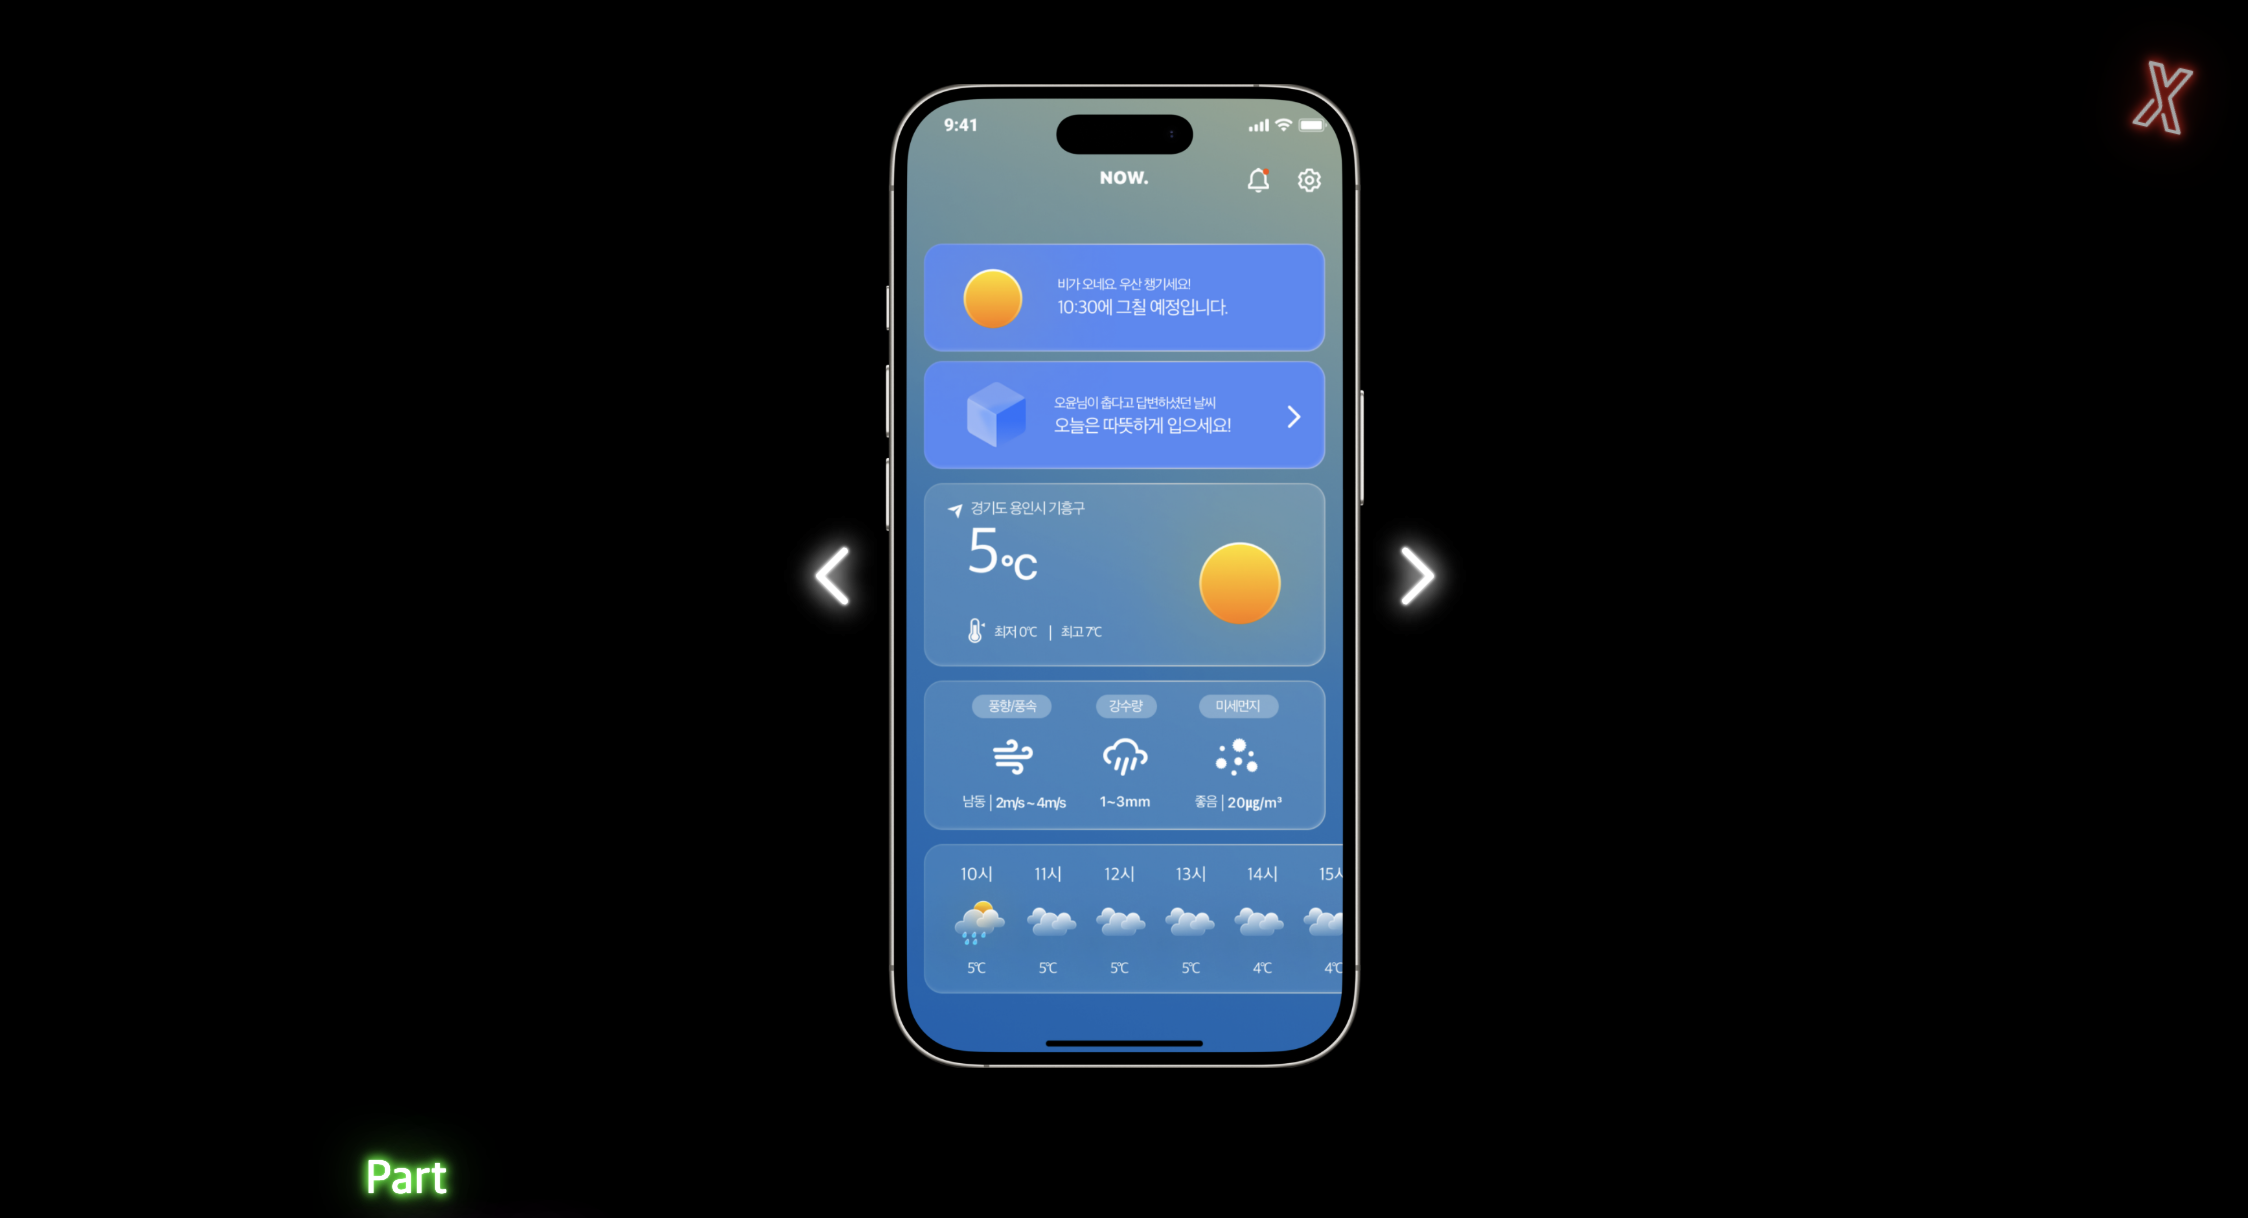 9:41
NOW.
비가 오네요. 우산 챙기세요!
10:30에 그칠 예정입니다.
오윤님이 춥다고 답변하셨던 날씨
오늘은 따뜻하게 입으세요!
경기도 용인시 기흥구
5℃
최저 0℃ | 최고 7℃
풍향/풍속 강수량 미세먼지
남동 | 2m/s ~ 4m/s 1~3mm 좋음 | 20㎍/m³
10시 11시 12시 13시 14시 15시
5℃ 5℃ 5℃ 5℃ 4℃ 4℃
Part
X